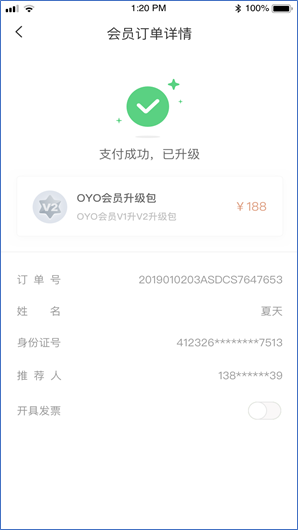 1:20 PM 100%
会员订单详情
支付成功，已升级
V2
OYO会员升级包
¥188
OYO会员V1升V2升级包
订单号 2019010203ASDCS7647653
姓名 夏天
身份证号 412326********7513
推荐人 138******39
开具发票